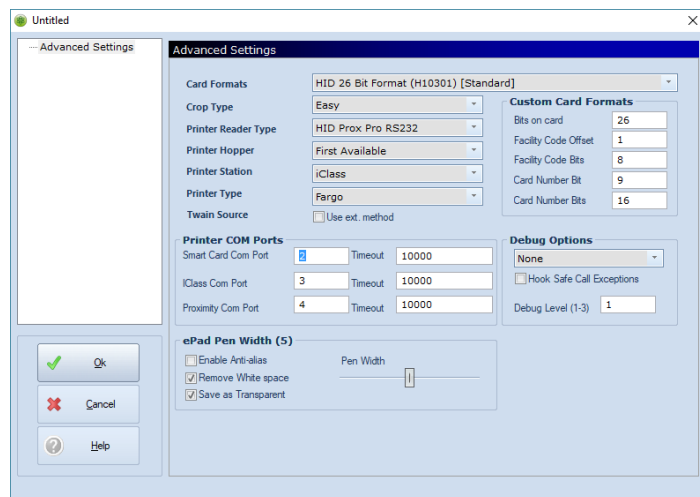 Untitled
Advanced Settings
Advanced Settings
Card Formats HID 26 Bit Format (H10301) [Standard]
Crop Type Easy
Printer Reader Type HID Prox Pro RS232
Printer Hopper First Available
Printer Station iClass
Printer Type Fargo
Twain Source Use ext. method
Custom Card Formats
Bits on card 26
Facility Code Offset 1
Facility Code Bits 8
Card Number Bit 9
Card Number Bits 16
Printer COM Ports
Smart Card Com Port 2 Timeout 10000
IClass Com Port 3 Timeout 10000
Proximity Com Port 4 Timeout 10000
Debug Options
None
Hook Safe Call Exceptions
Debug Level (1-3) 1
ePad Pen Width (5)
Enable Anti-alias Pen Width
Remove White space
Save as Transparent
Ok
Cancel
Help